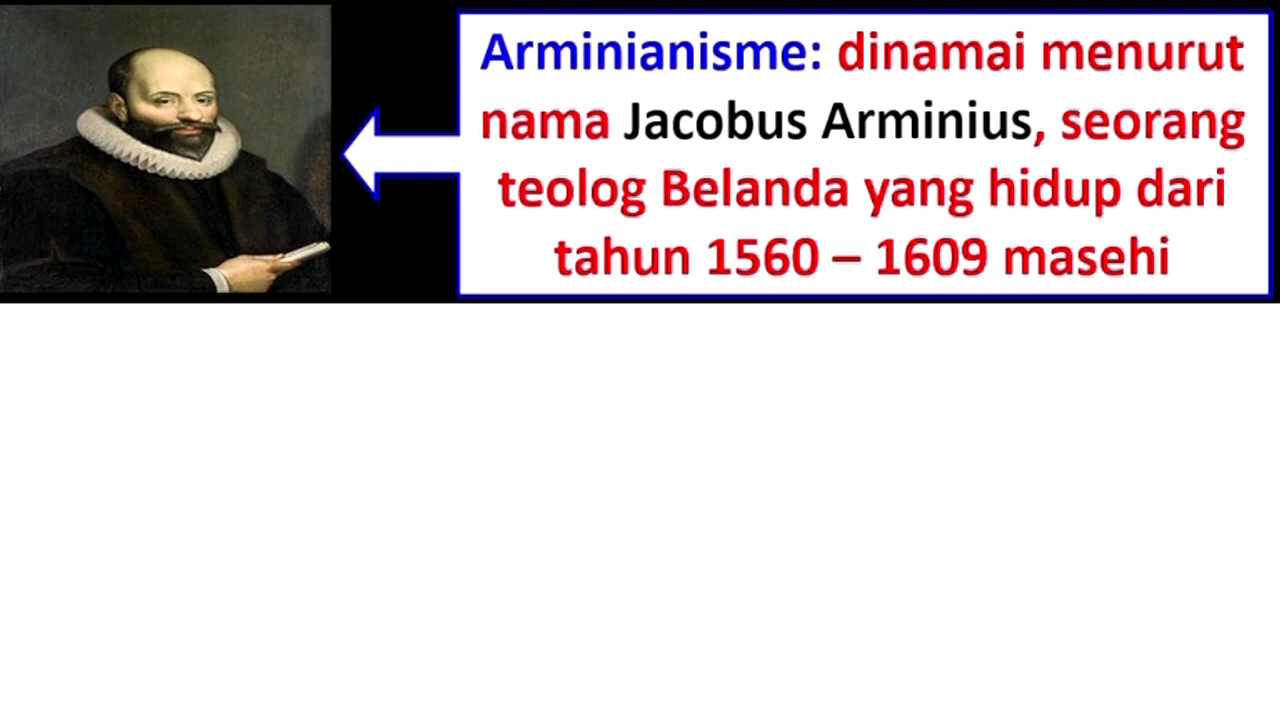 Arminianisme: dinamai menurut
nama Jacobus Arminius, seorang
teolog Belanda yang hidup dari
tahun 1560 – 1609 masehi